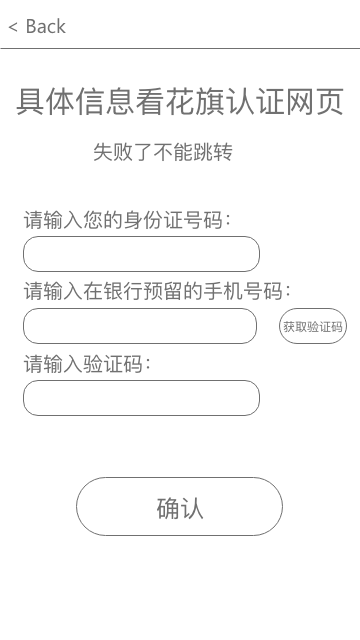 < Back
具体信息看花旗认证网页
失败了不能跳转
请输入您的身份证号码：
请输入在银行预留的手机号码：
获取验证码
请输入验证码：
确认